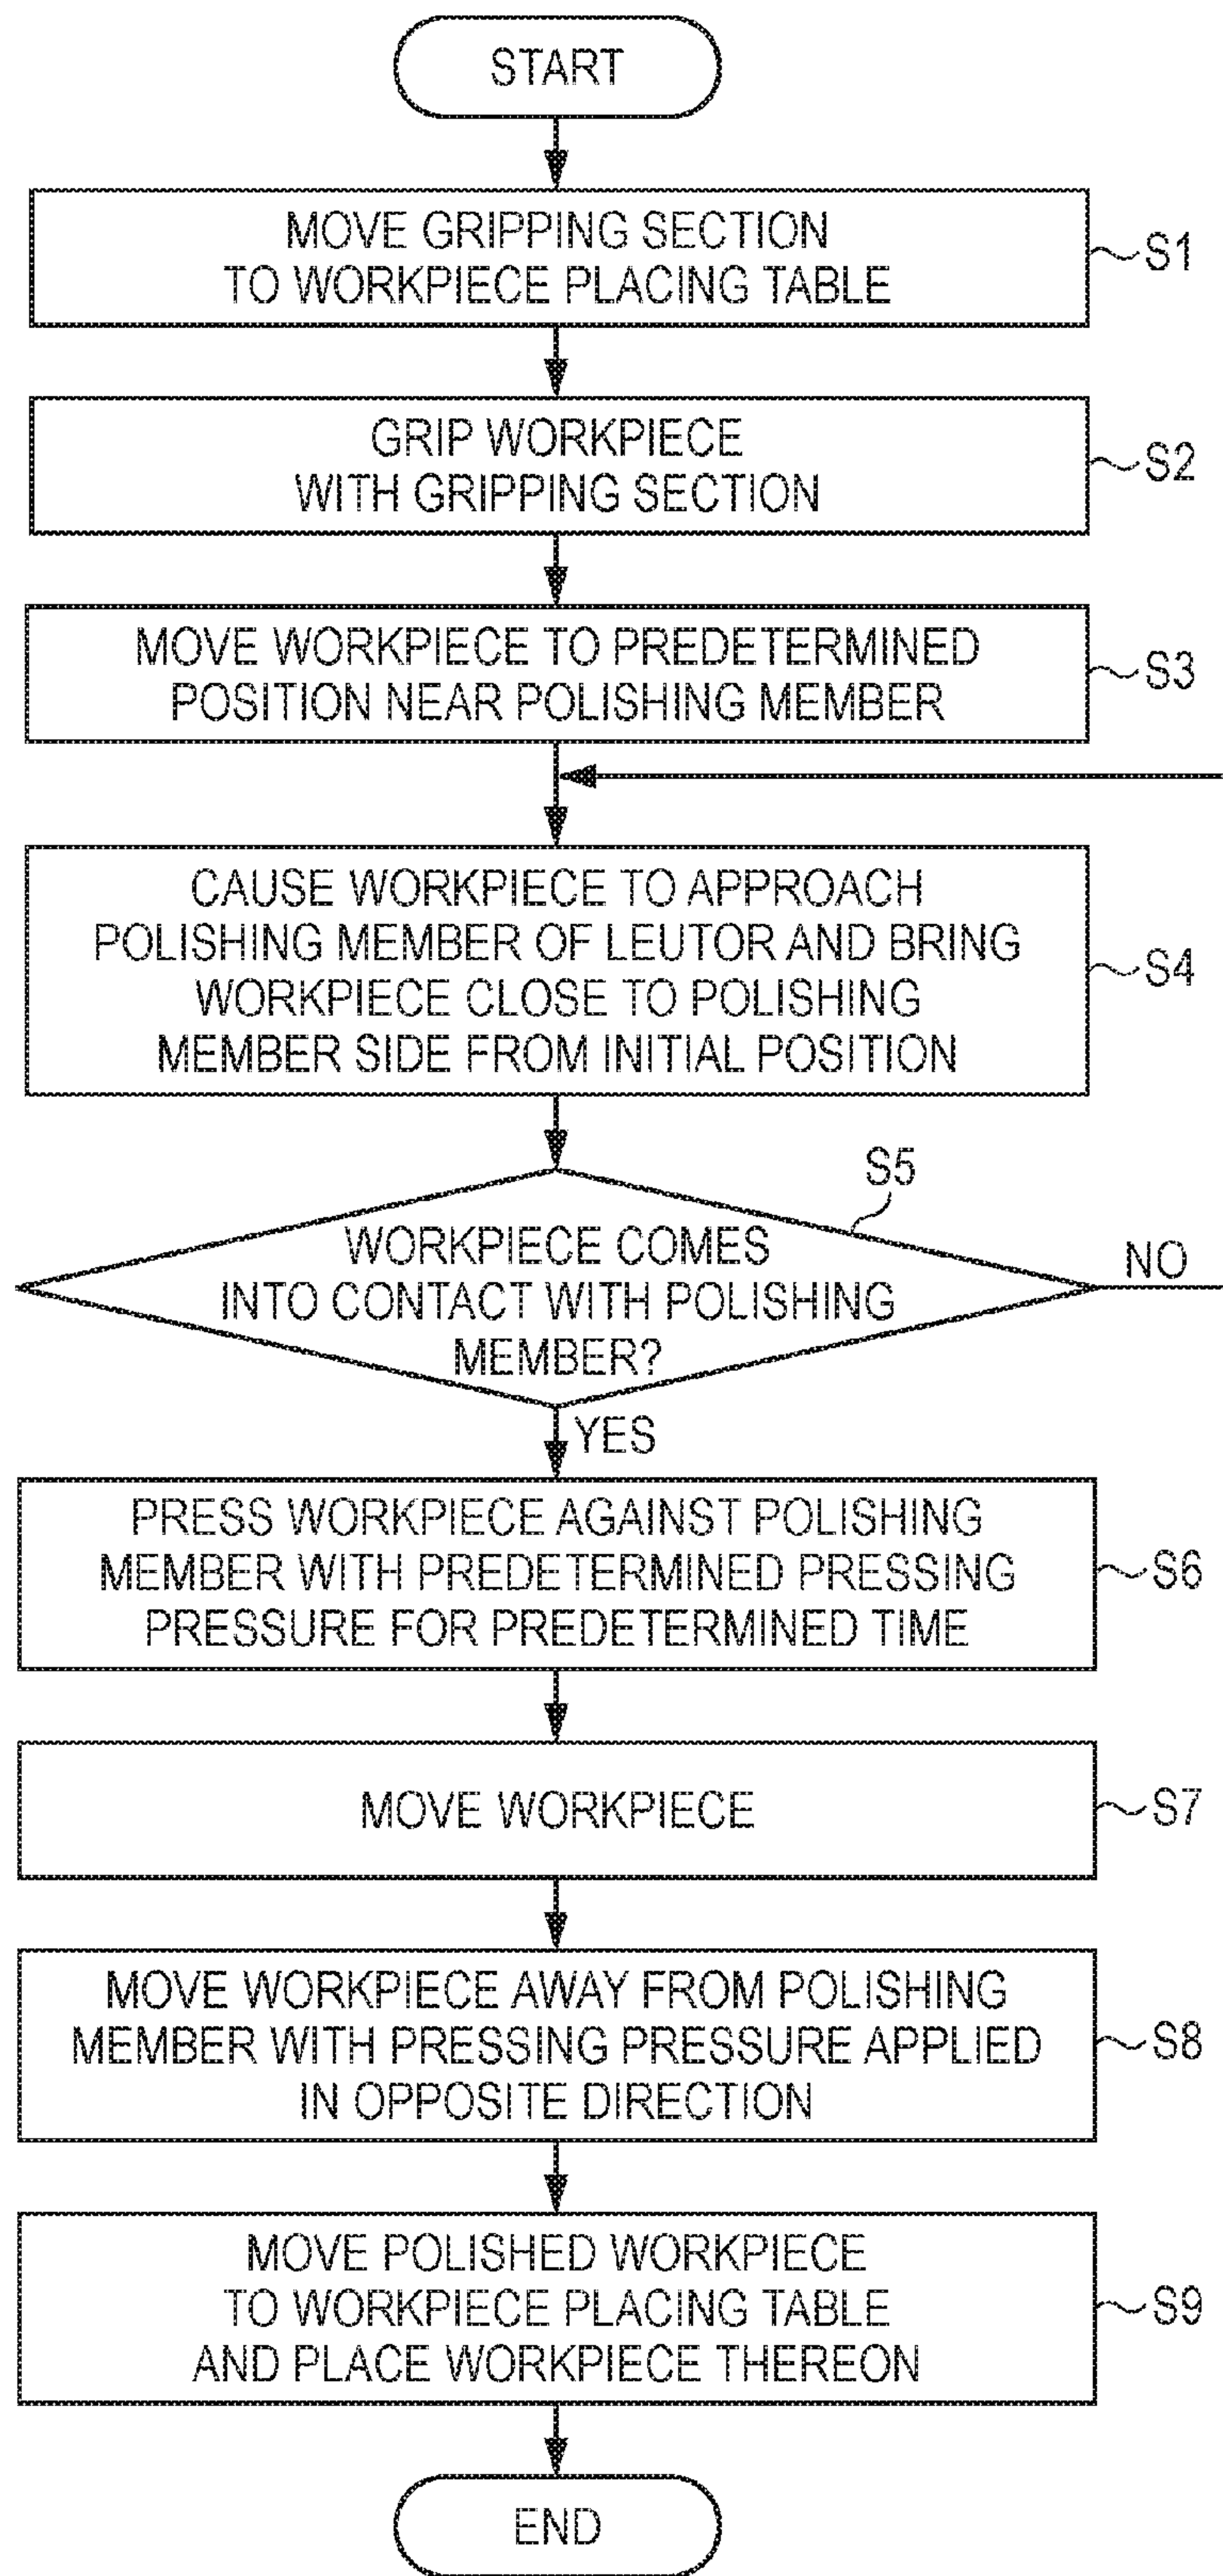 START
MOVE GRIPPING SECTION
TO WORKPIECE PLACING TABLE
S1
GRIP WORKPIECE
WITH GRIPPING SECTION
S2
MOVE WORKPIECE TO PREDETERMINED
POSITION NEAR POLISHING MEMBER
S3
CAUSE WORKPIECE TO APPROACH
POLISHING MEMBER OF LEUTOR AND BRING
WORKPIECE CLOSE TO POLISHING
MEMBER SIDE FROM INITIAL POSITION
S4
S5
WORKPIECE COMES
INTO CONTACT WITH POLISHING
MEMBER?
NO
YES
PRESS WORKPIECE AGAINST POLISHING
MEMBER WITH PREDETERMINED PRESSING
PRESSURE FOR PREDETERMINED TIME
S6
MOVE WORKPIECE
S7
MOVE WORKPIECE AWAY FROM POLISHING
MEMBER WITH PRESSING PRESSURE APPLIED
IN OPPOSITE DIRECTION
S8
MOVE POLISHED WORKPIECE
TO WORKPIECE PLACING TABLE
AND PLACE WORKPIECE THEREON
S9
END